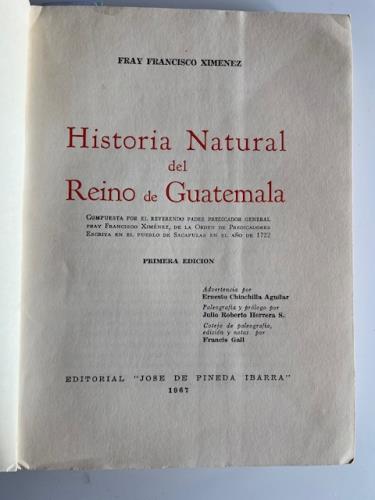 FRAY FRANCISCO XIMENEZ
Historia Natural
del
Reino de Guatemala
COMPUESTA POR EL REVERENDO PADRE PREDICADOR GENERAL
FRAY FRANCISCO XIMÉNEZ, DE LA ORDEN DE PREDICADORES
ESCRITA EN EL PUEBLO DE SACAPULAS EN EL AÑO DE 1722
PRIMERA EDICION
Advertencia por
Ernesto Chinchilla Aguilar
Paleografía y prólogo por
Julio Roberto Herrera S.
Cotejo de paleografía,
edición y notas por
Francis Gall
EDITORIAL "JOSE DE PINEDA IBARRA"
1967